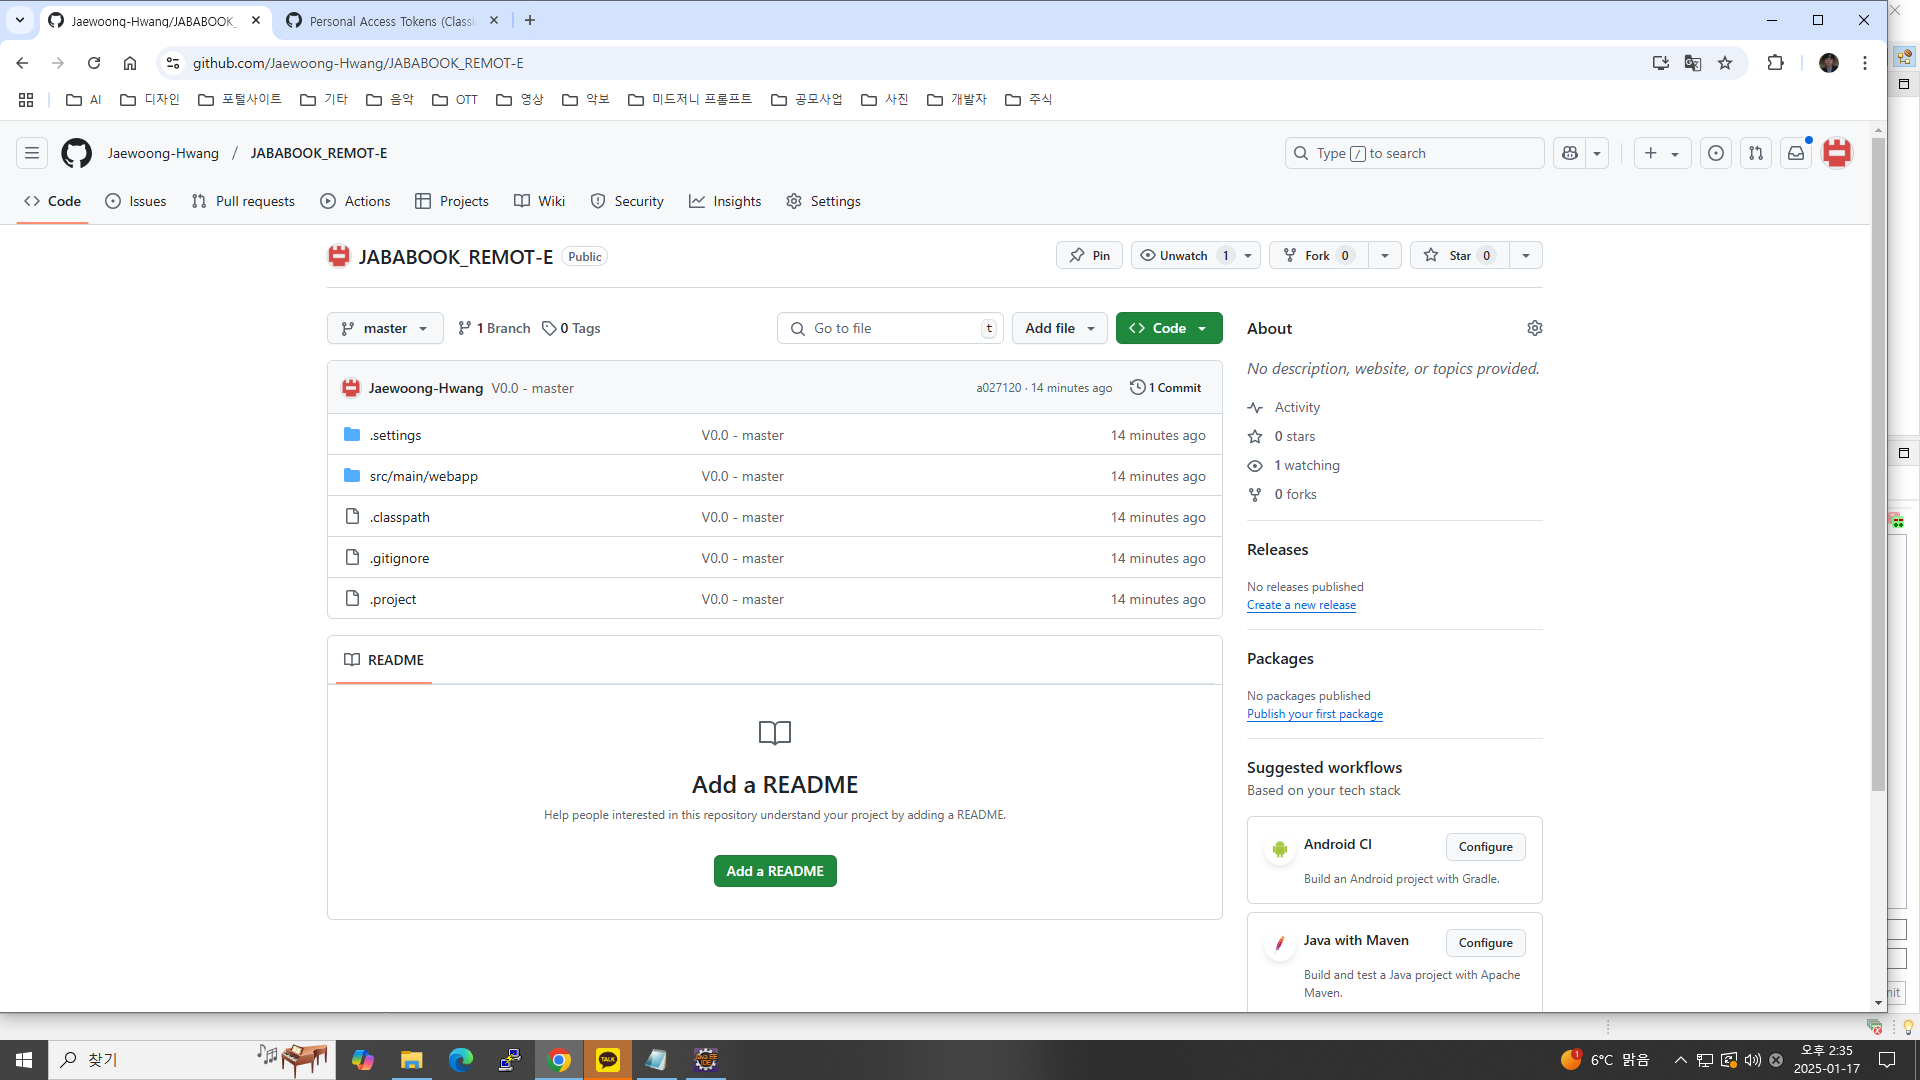 Jaewoong-Hwang/JABABOOK_
Personal Access Tokens (Classi
github.com/Jaewoong-Hwang/JABABOOK_REMOT-E
AI 디자인 포털사이트 기타 음악 OTT 영상 악보 미드저니 프롬프트 공모사업 사진 개발자 주식
Jaewoong-Hwang / JABABOOK_REMOT-E
Type / to search
Code Issues Pull requests Actions Projects Wiki Security Insights Settings
JABABOOK_REMOT-E Public
Pin Unwatch 1 Fork 0 Star 0
master 1 Branch 0 Tags Go to file t Add file Code
Jaewoong-Hwang V0.0 - master a027120 · 14 minutes ago 1 Commit
.settings V0.0 - master 14 minutes ago
src/main/webapp V0.0 - master 14 minutes ago
.classpath V0.0 - master 14 minutes ago
.gitignore V0.0 - master 14 minutes ago
.project V0.0 - master 14 minutes ago
README
Add a README
Help people interested in this repository understand your project by adding a README.
Add a README
About
No description, website, or topics provided.
Activity
0 stars
1 watching
0 forks
Releases
No releases published
Create a new release
Packages
No packages published
Publish your first package
Suggested workflows
Based on your tech stack
Android CI Configure
Build an Android project with Gradle.
Java with Maven Configure
Build and test a Java project with Apache
Maven.
찾기
TALK
1
6°C 맑음
오후 2:35
2025-01-17